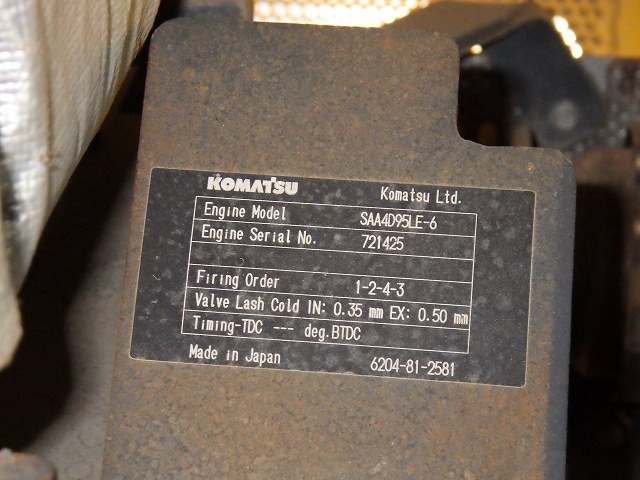 KOMATSU Komatsu Ltd.
Engine Model SAA4D95LE-6
Engine Serial No. 721425
Firing Order 1-2-4-3
Valve Lash Cold IN: 0.35 mm EX: 0.50 mm
Timing-TDC --- deg.BTDC
Made in Japan 6204-81-2581